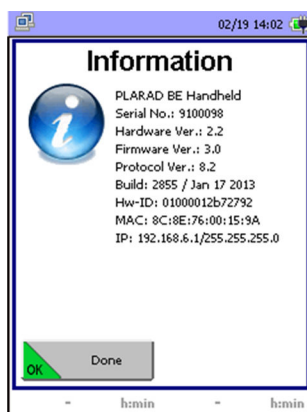 02/19 14:02
Information
PLARAD BE Handheld
Serial No.: 9100098
Hardware Ver.: 2.2
Firmware Ver.: 3.0
Protocol Ver.: 8.2
Build: 2855 / Jan 17 2013
Hw-ID: 01000012b72792
MAC: 8C:8E:76:00:15:9A
IP: 192.168.6.1/255.255.255.0
OK Done
- h:min - h:min